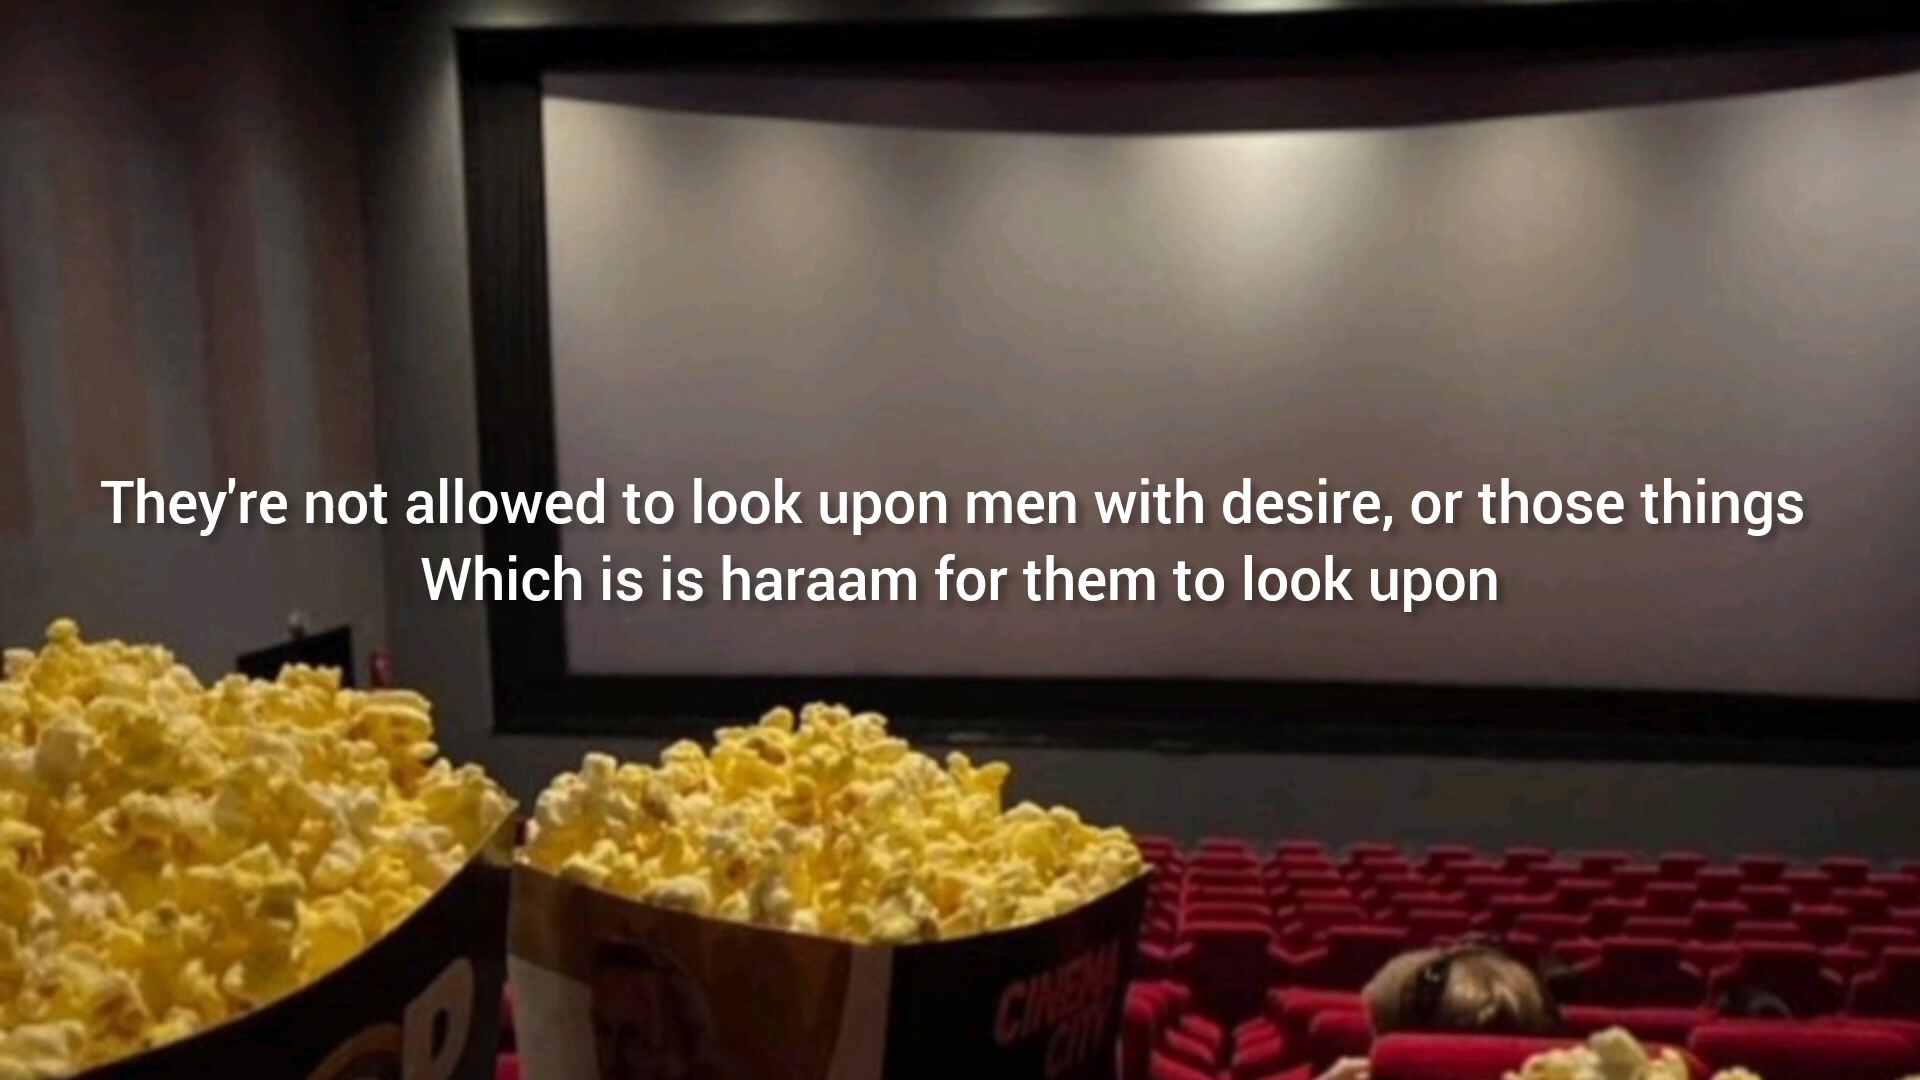 They're not allowed to look upon men with desire, or those things
Which is is haraam for them to look upon
CINEMA
CITY
P